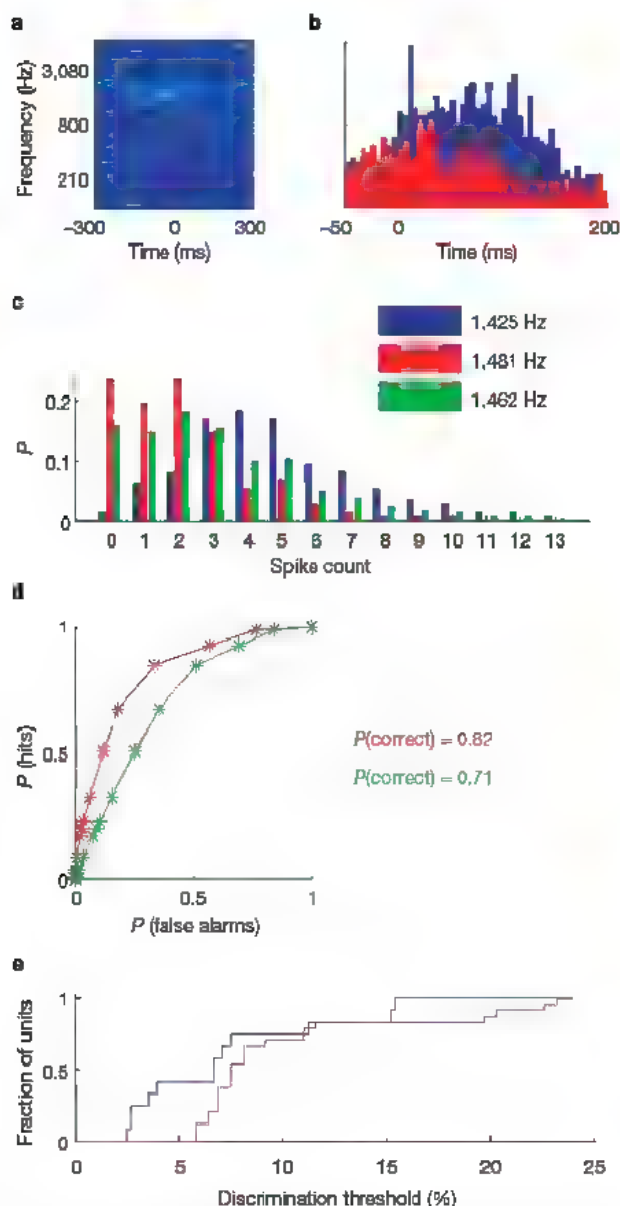 a
b
Frequency (Hz)
3,080
800
210
-300 0 300
Time (ms)
-50 0 200
Time (ms)
c
1,425 Hz
1,481 Hz
1,462 Hz
P
0.2
0.1
0
0 1 2 3 4 5 6 7 8 9 10 11 12 13
Spike count
d
P (hits)
1
0.5
0
0 0.5 1
P (false alarms)
P(correct) = 0.82
P(correct) = 0.71
e
Fraction of units
1
0.5
0
0 5 10 15 20 25
Discrimination threshold (%)